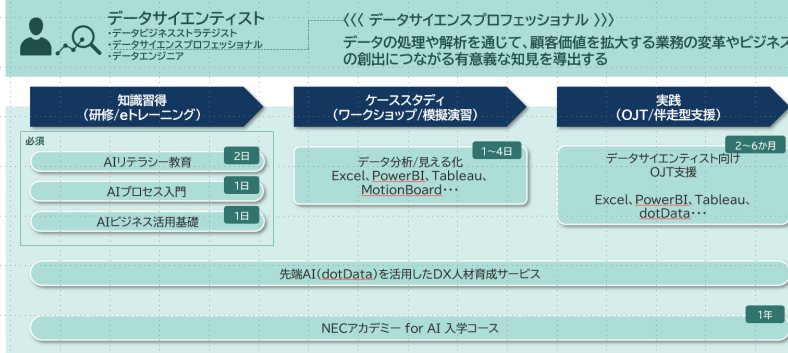 データサイエンティスト
・データビジネスストラテジスト
・データサイエンスプロフェッショナル
・データエンジニア
〈〈〈 データサイエンスプロフェッショナル 〉〉〉
データの処理や解析を通じて、顧客価値を拡大する業務の変革やビジネス
の創出につながる有意義な知見を導出する
知識習得
(研修/eトレーニング)
ケーススタディ
(ワークショップ/模擬演習)
実践
(OJT/伴走型支援)
必須
AIリテラシー教育
2日
AIプロセス入門
1日
AIビジネス活用基礎
1日
1~4日
データ分析/見える化
Excel、PowerBI、Tableau、
MotionBoard・・・
2~6か月
データサイエンティスト向け
OJT支援
Excel、PowerBI、Tableau、
dotData・・・
先端AI(dotData)を活用したDX人材育成サービス
1年
NECアカデミー for AI 入学コース